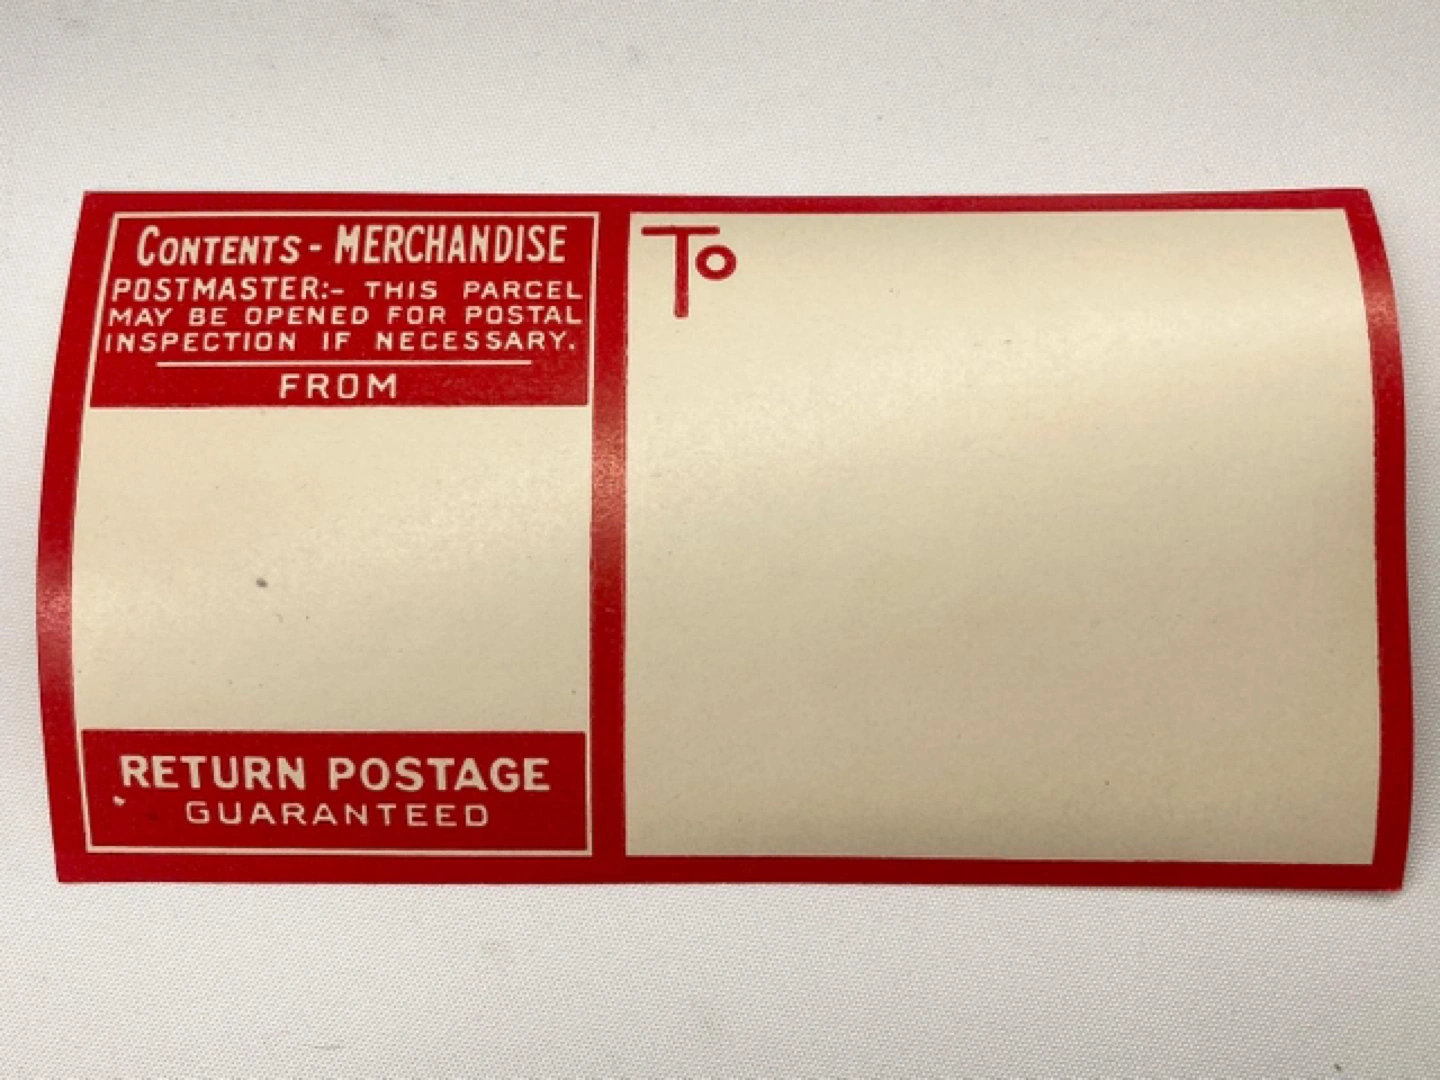 CONTENTS - MERCHANDISE
POSTMASTER:- THIS PARCEL
MAY BE OPENED FOR POSTAL
INSPECTION IF NECESSARY.
FROM
RETURN POSTAGE
GUARANTEED
To